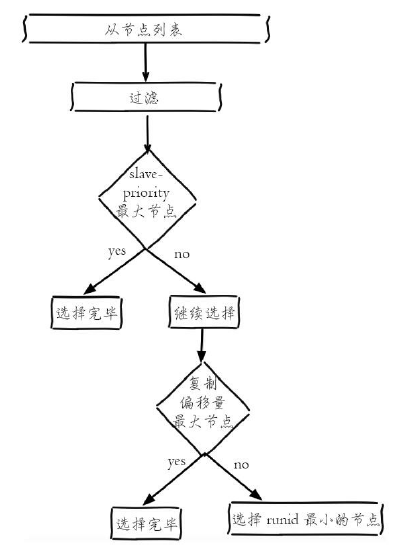 从节点列表
过滤
slave-
priority
最大节点
yes
no
选择完毕
继续选择
复制
偏移量
最大节点
yes
no
选择完毕
选择 runid 最小的节点